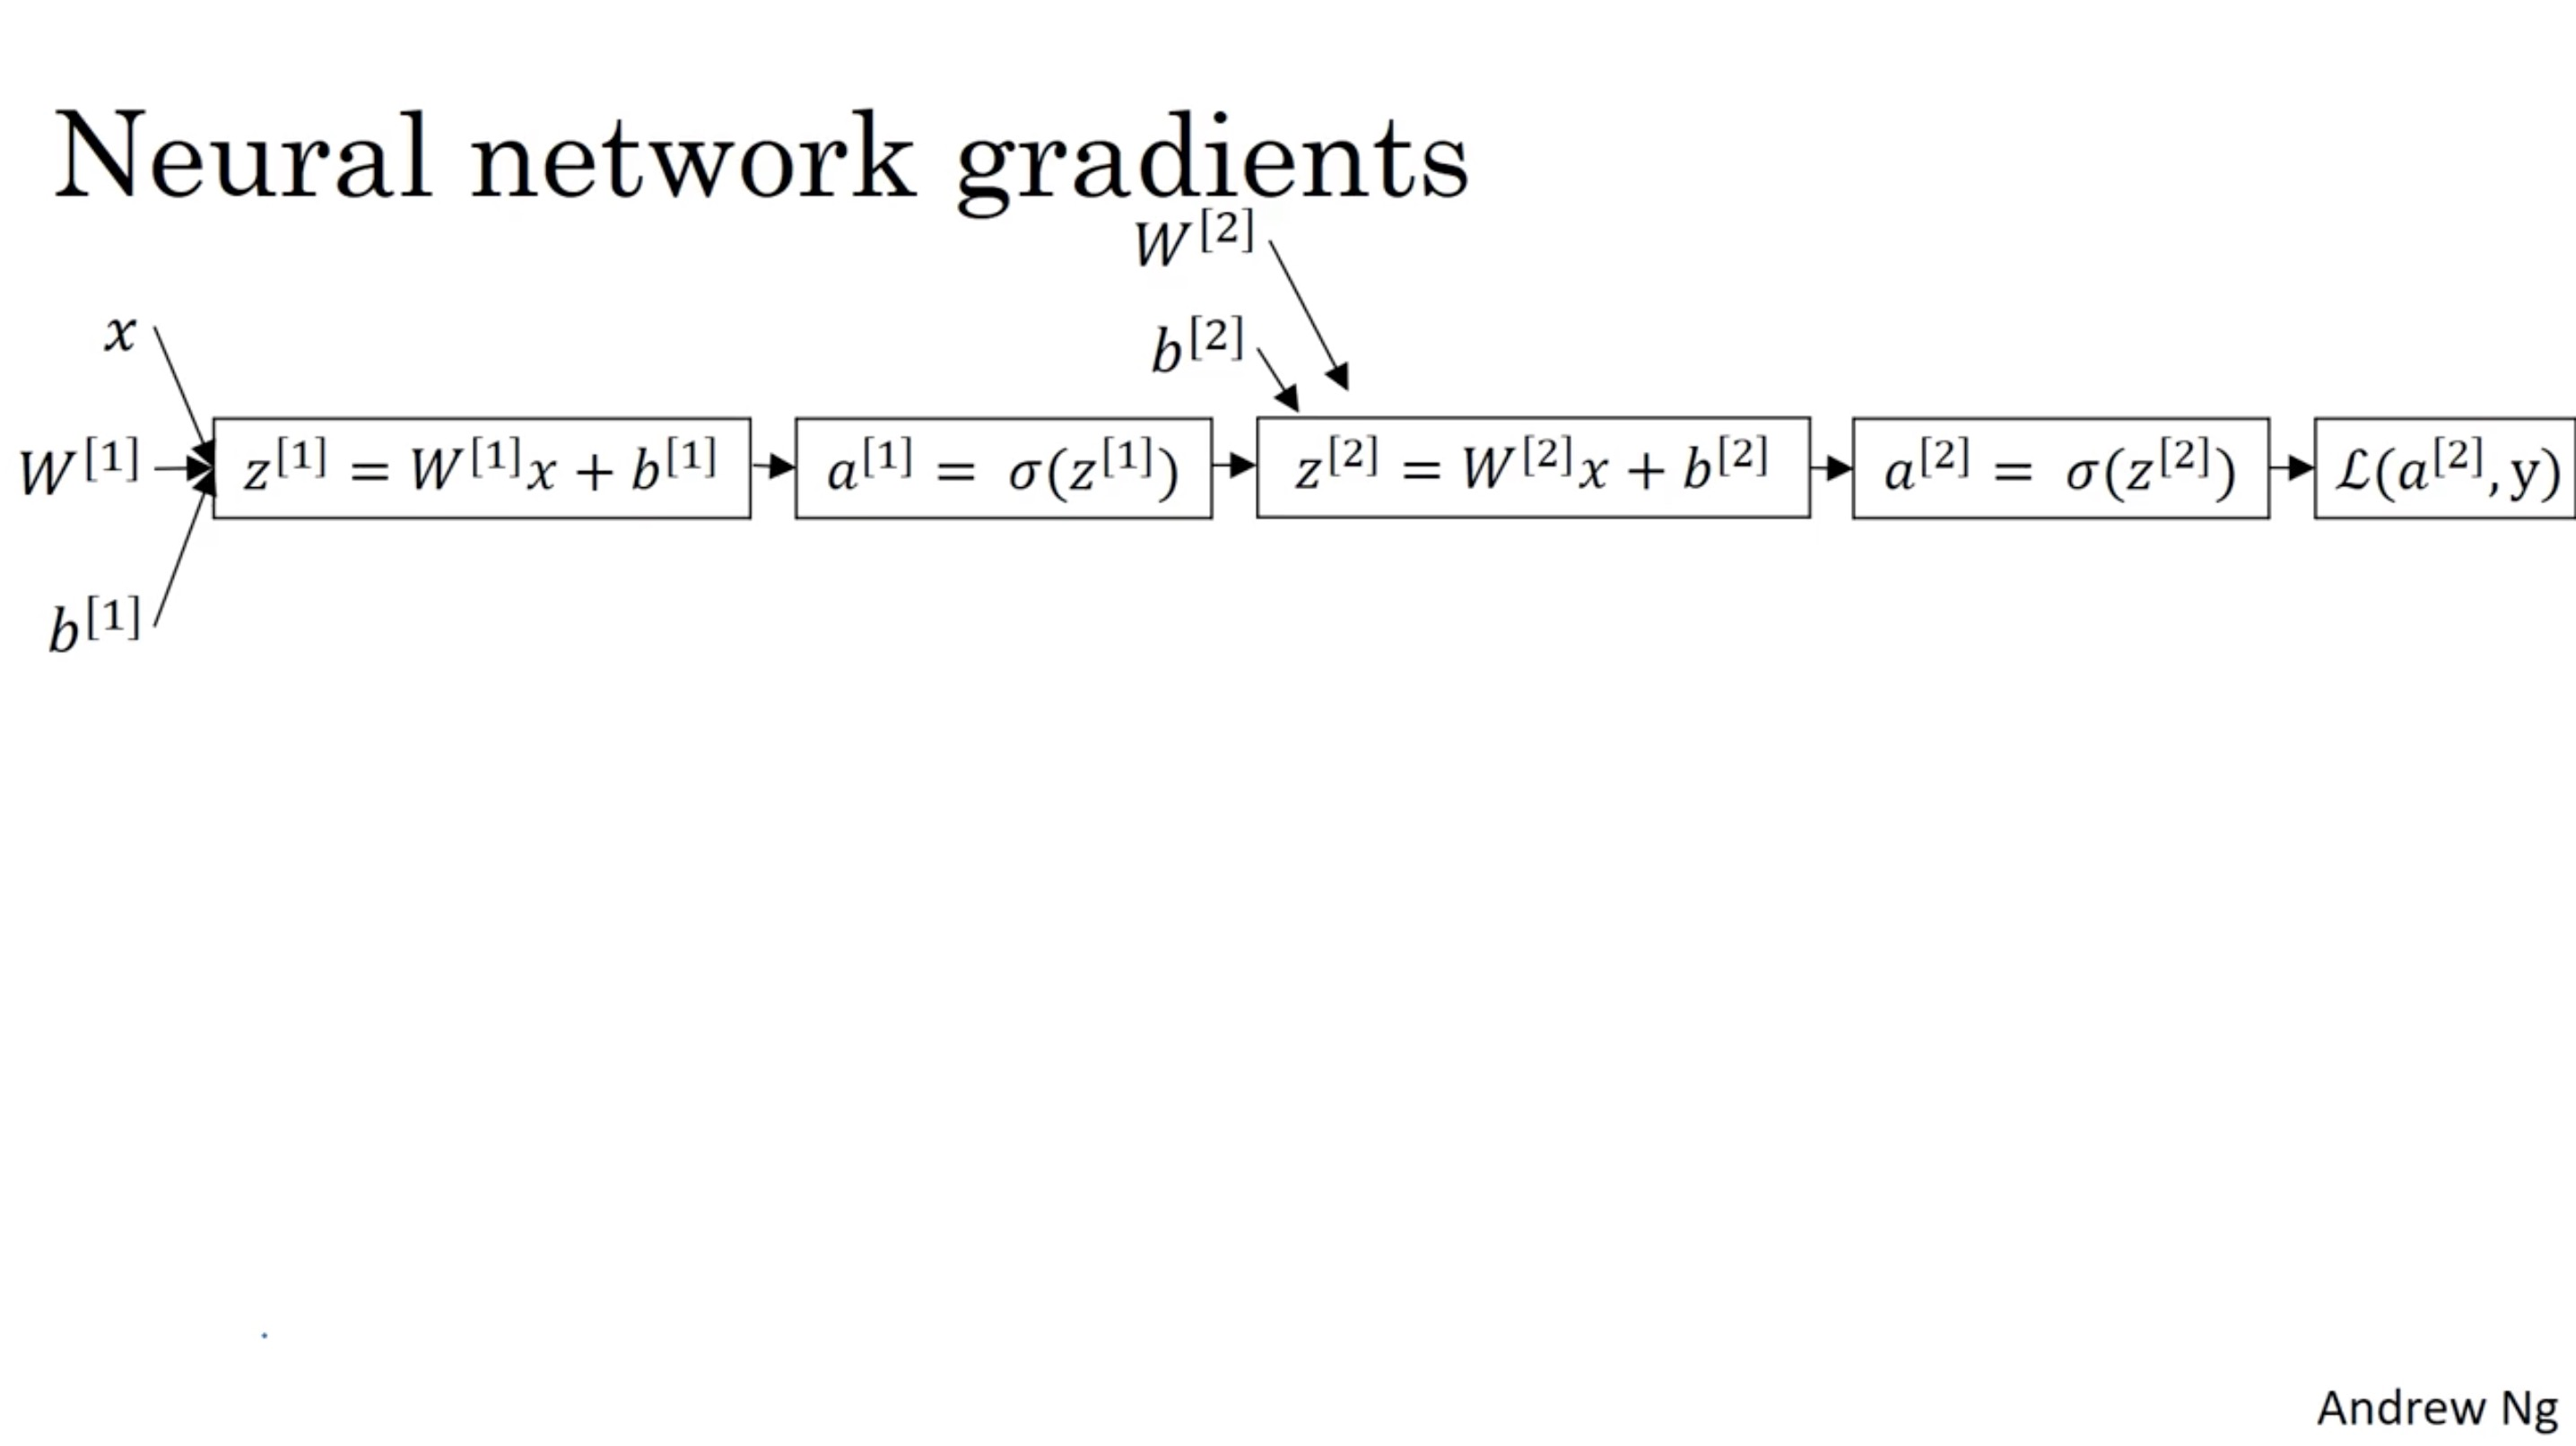 Neural network gradients
W^[2]
x
b^[2]
W^[1]
z^[1] = W^[1]x + b^[1]
a^[1] = σ(z^[1])
z^[2] = W^[2]x + b^[2]
a^[2] = σ(z^[2])
ℒ(a^[2], y)
b^[1]
Andrew Ng